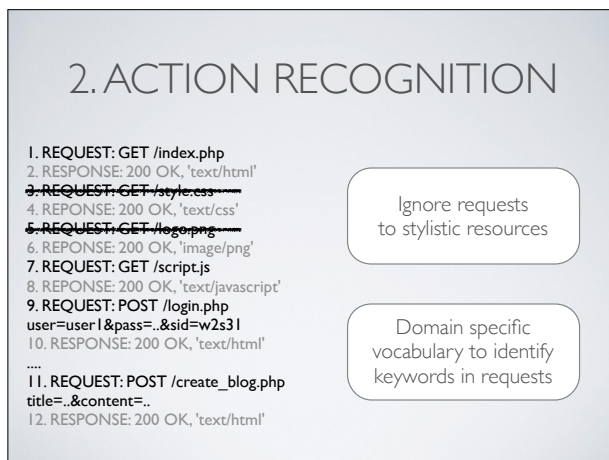 2. ACTION RECOGNITION
1. REQUEST: GET /index.php
2. RESPONSE: 200 OK, 'text/html'
3. REQUEST: GET /style.css
4. REPONSE: 200 OK, 'text/css'
5. REQUEST: GET /logo.png
6. REPONSE: 200 OK, 'image/png'
7. REQUEST: GET /script.js
8. REPONSE: 200 OK, 'text/javascript'
9. REQUEST: POST /login.php
user=user1&pass=..&sid=w2s31
10. RESPONSE: 200 OK, 'text/html'
....
11. REQUEST: POST /create_blog.php
title=..&content=..
12. RESPONSE: 200 OK, 'text/html'
Ignore requests
to stylistic resources
Domain specific
vocabulary to identify
keywords in requests